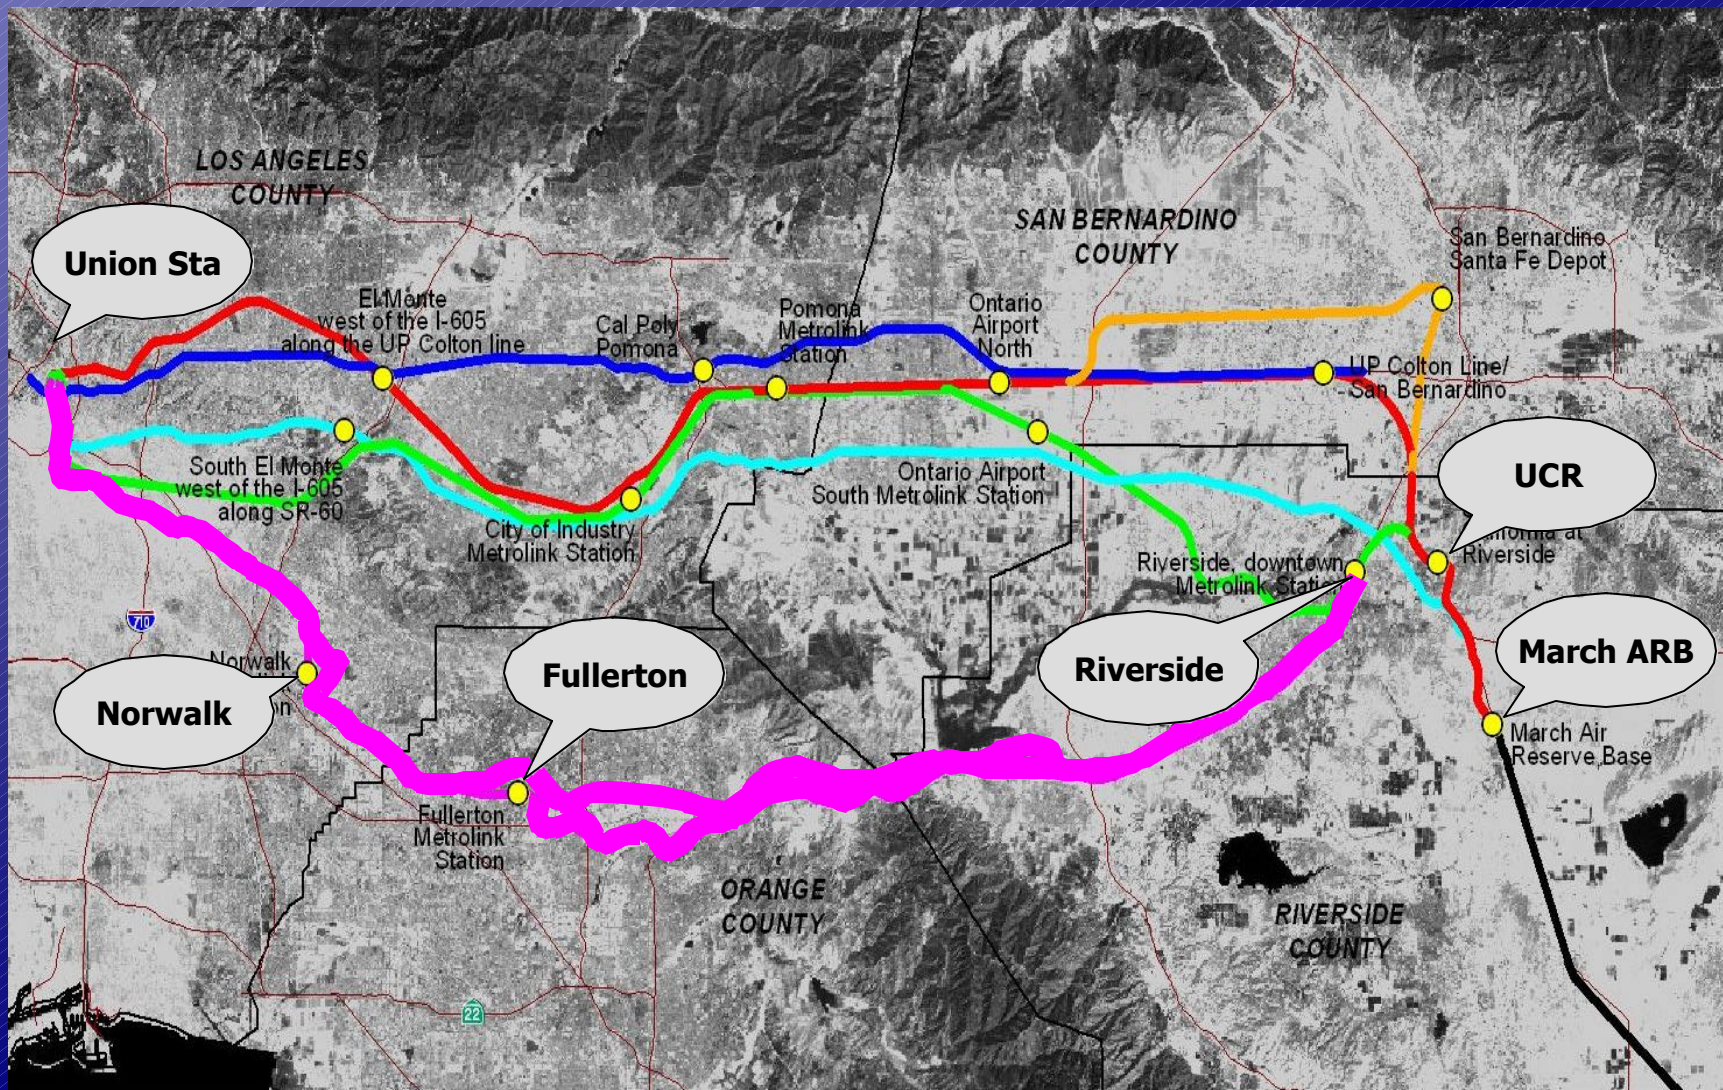 LOS ANGELES
COUNTY
SAN BERNARDINO
COUNTY
San Bernardino
Santa Fe Depot
Union Sta
El Monte
west of the I-605
along the UP Colton line
Cal Poly
Pomona
Pomona
Metrolink
Station
Ontario
Airport
North
UP Colton Line/
San Bernardino
UCR
South El Monte
west of the I-605
along SR-60
City of Industry
Metrolink Station
Ontario Airport
South Metrolink Station
Riverside, downtown
Metrolink
at
Riverside
710
Norwalk
Norwalk
Fullerton
Riverside
March ARB
March Air
Reserve Base
Fullerton
Metrolink
Station
ORANGE
COUNTY
RIVERSIDE
COUNTY
22